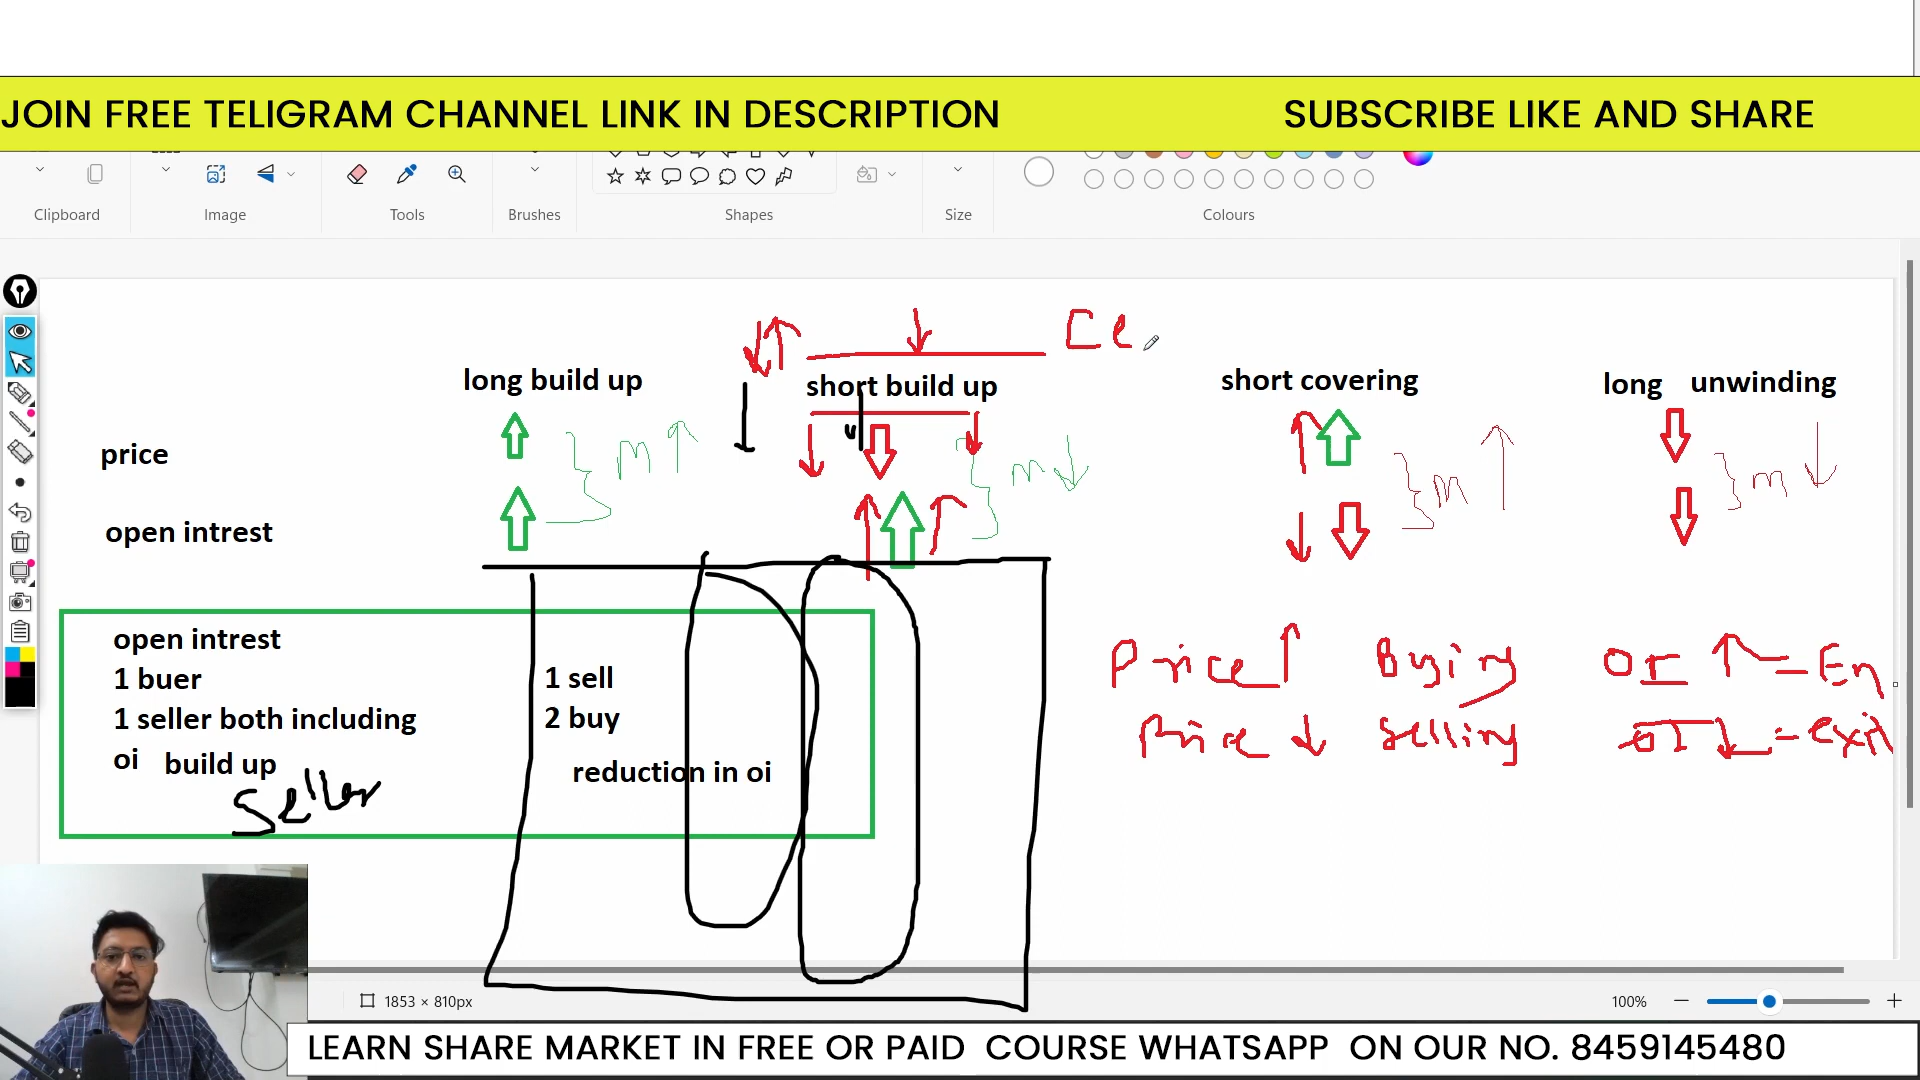 JOIN FREE TELIGRAM CHANNEL LINK IN DESCRIPTION SUBSCRIBE LIKE AND SHARE
Clipboard Image Tools Brushes Shapes Size Colours
Ce
long build up short build up short covering long unwinding
price
M M M M
open intrest
open intrest
1 buer 1 sell
1 seller both including 2 buy
oi build up reduction in oi
Seller
Price Buying OI = En
Price Selling OI = exit
1853 × 810px 100%
LEARN SHARE MARKET IN FREE OR PAID COURSE WHATSAPP ON OUR NO. 8459145480